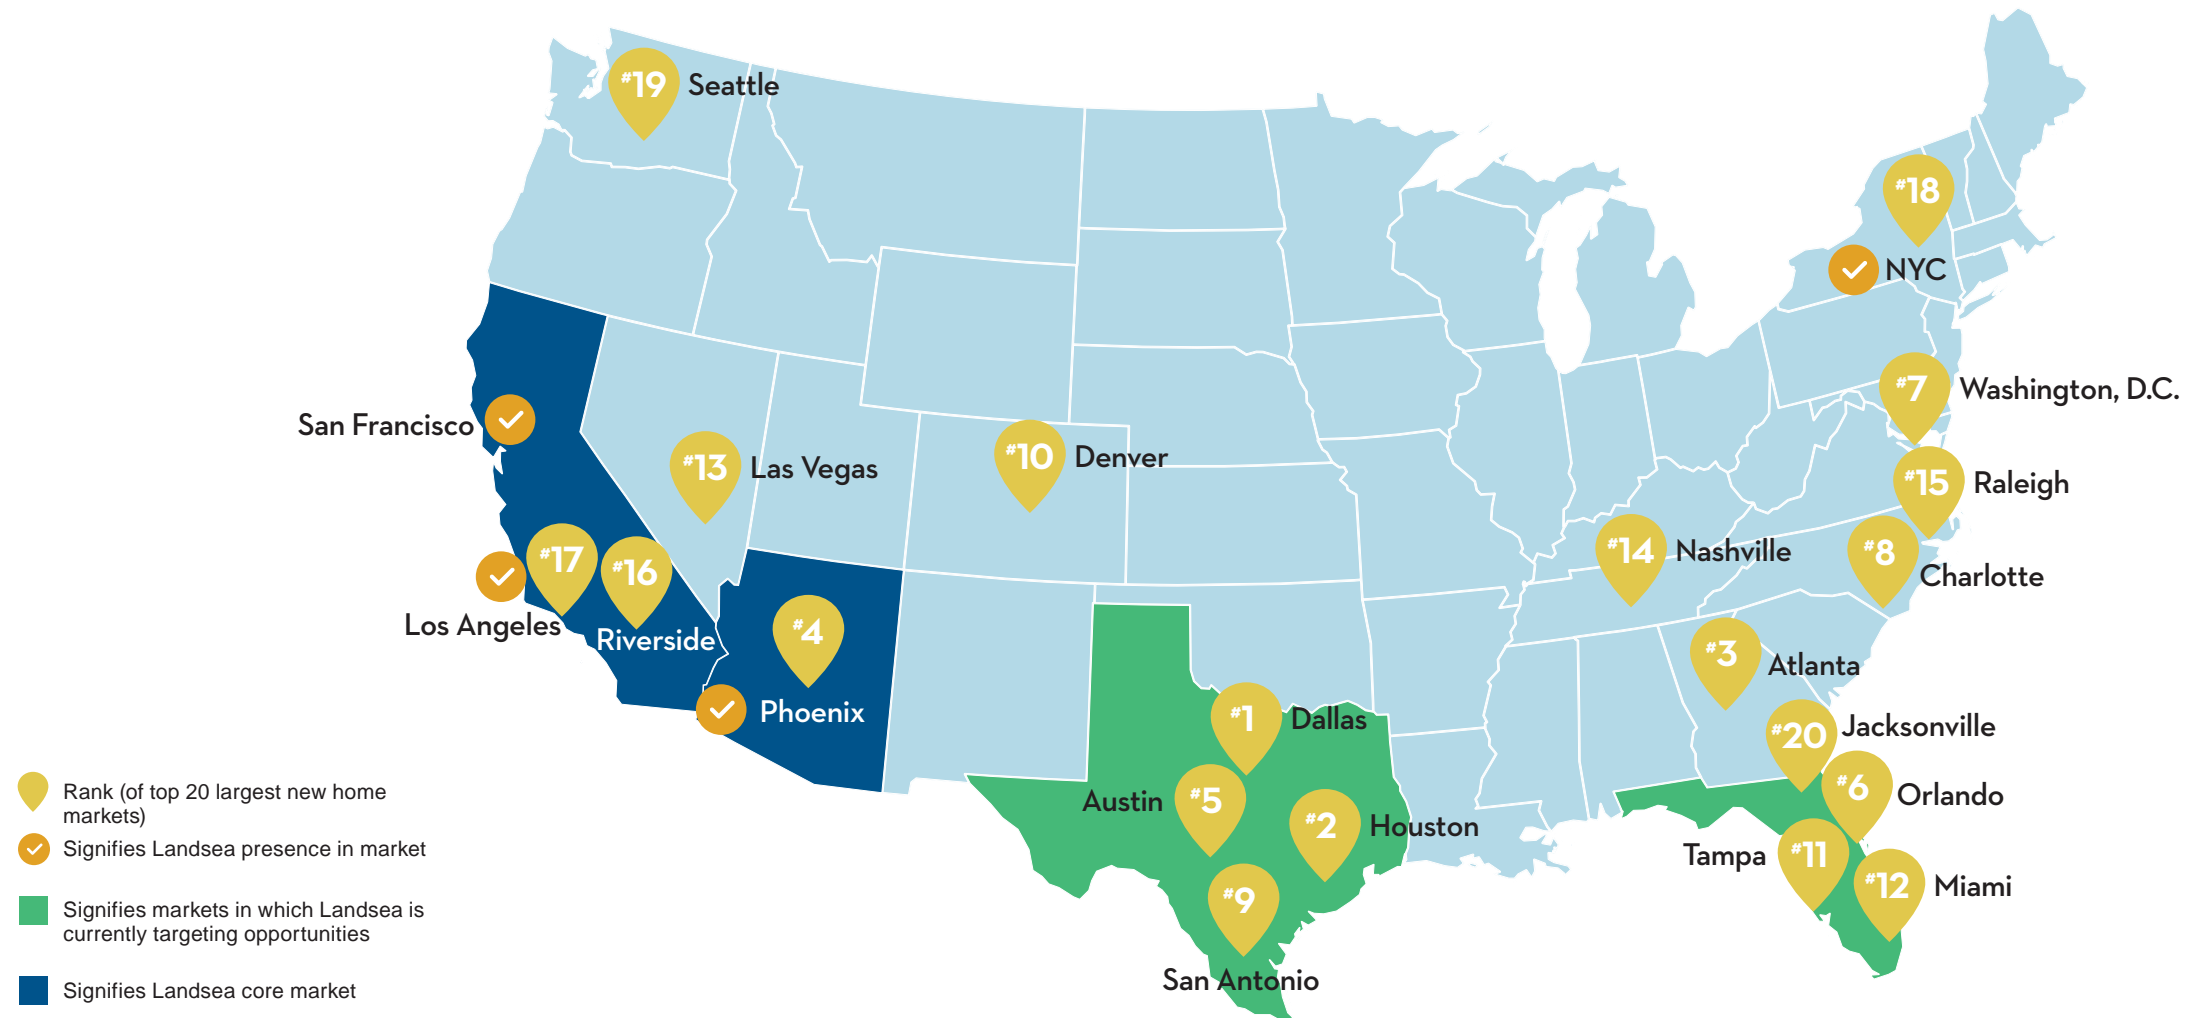 #19 Seattle
#18
NYC
#7 Washington, D.C.
San Francisco
#13 Las Vegas
#10 Denver
#15 Raleigh
#14 Nashville
#8
Charlotte
#17
#16
Los Angeles
Riverside
#4
Phoenix
#3
Atlanta
#1 Dallas
#20 Jacksonville
Austin #5
#6 Orlando
#2 Houston
Tampa #11
#12 Miami
#9
San Antonio
Rank (of top 20 largest new home
markets)
Signifies Landsea presence in market
Signifies markets in which Landsea is
currently targeting opportunities
Signifies Landsea core market